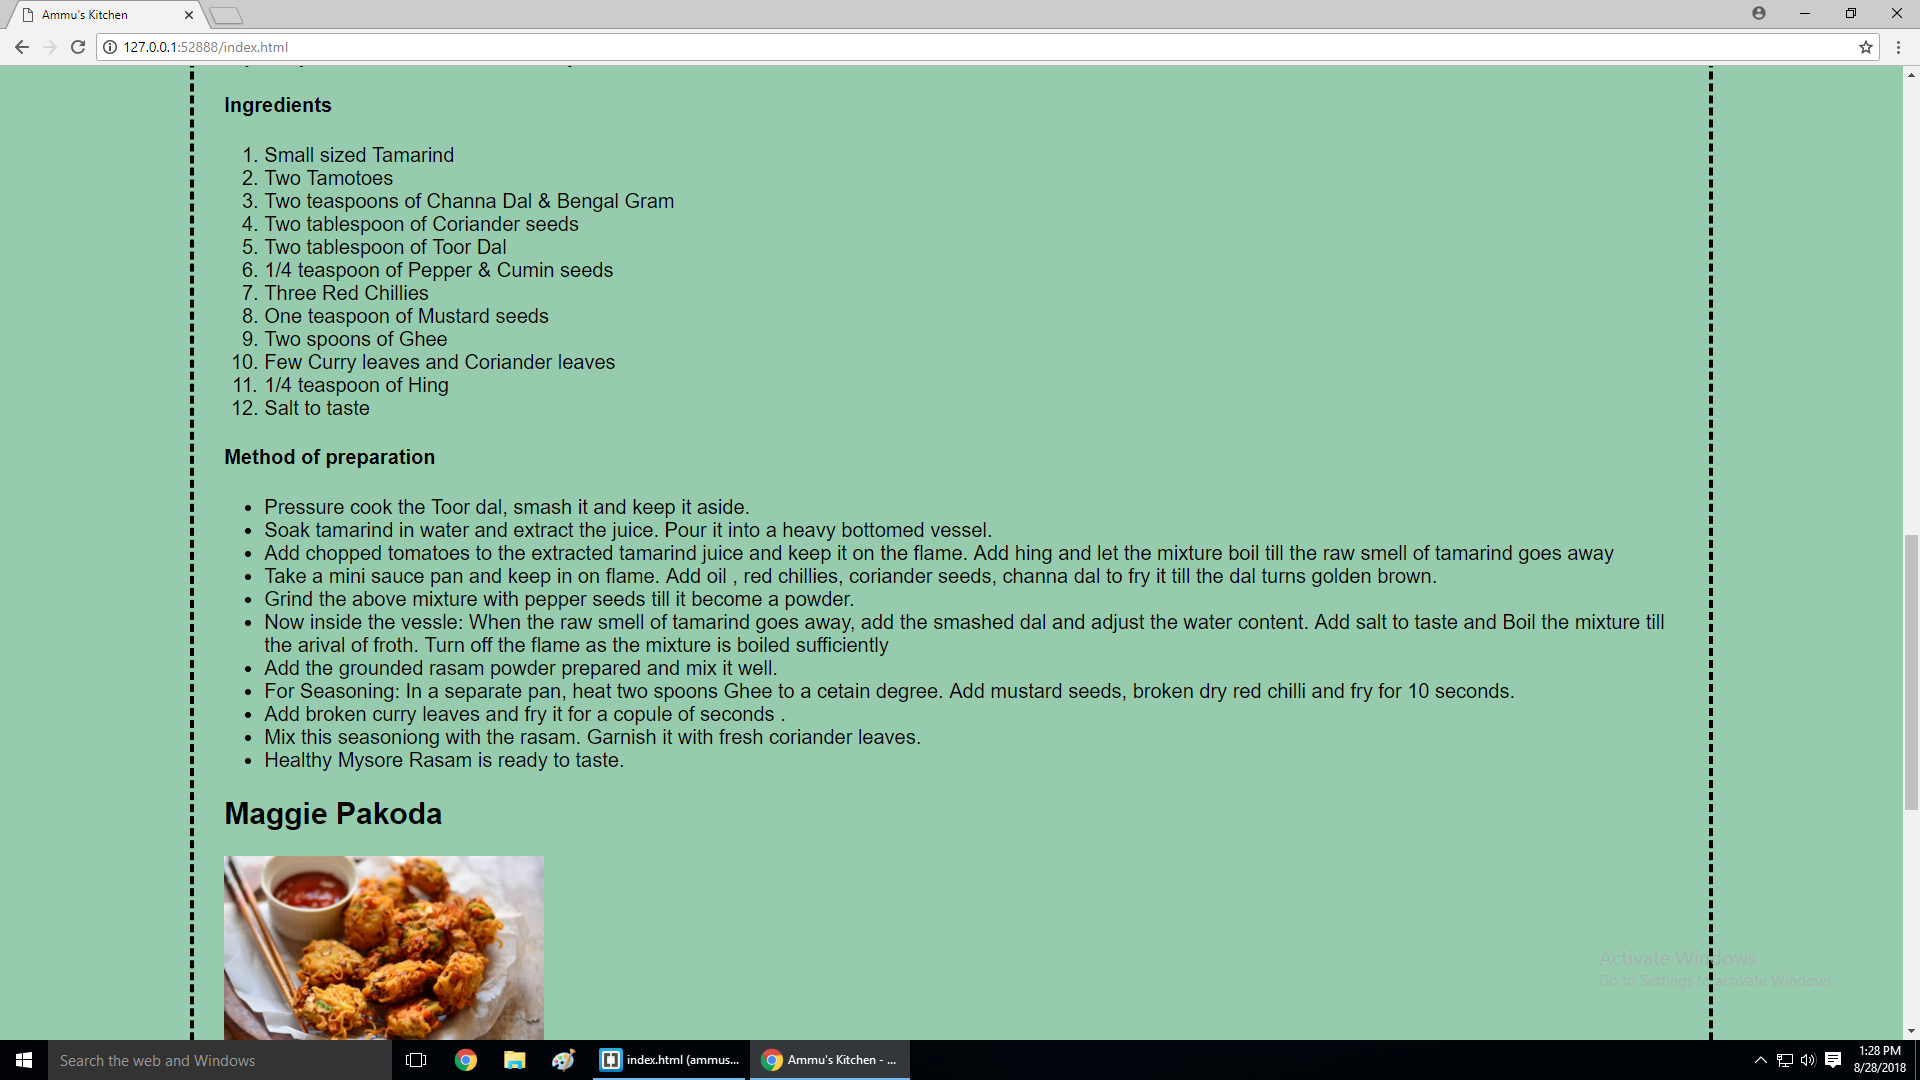 Ammu's Kitchen
127.0.0.1:52888/index.html
Ingredients
1. Small sized Tamarind
2. Two Tamotoes
3. Two teaspoons of Channa Dal & Bengal Gram
4. Two tablespoon of Coriander seeds
5. Two tablespoon of Toor Dal
6. 1/4 teaspoon of Pepper & Cumin seeds
7. Three Red Chillies
8. One teaspoon of Mustard seeds
9. Two spoons of Ghee
10. Few Curry leaves and Coriander leaves
11. 1/4 teaspoon of Hing
12. Salt to taste
Method of preparation
• Pressure cook the Toor dal, smash it and keep it aside.
• Soak tamarind in water and extract the juice. Pour it into a heavy bottomed vessel.
• Add chopped tomatoes to the extracted tamarind juice and keep it on the flame. Add hing and let the mixture boil till the raw smell of tamarind goes away
• Take a mini sauce pan and keep in on flame. Add oil , red chillies, coriander seeds, channa dal to fry it till the dal turns golden brown.
• Grind the above mixture with pepper seeds till it become a powder.
• Now inside the vessle: When the raw smell of tamarind goes away, add the smashed dal and adjust the water content. Add salt to taste and Boil the mixture till
the arival of froth. Turn off the flame as the mixture is boiled sufficiently
• Add the grounded rasam powder prepared and mix it well.
• For Seasoning: In a separate pan, heat two spoons Ghee to a cetain degree. Add mustard seeds, broken dry red chilli and fry for 10 seconds.
• Add broken curry leaves and fry it for a copule of seconds .
• Mix this seasoniong with the rasam. Garnish it with fresh coriander leaves.
• Healthy Mysore Rasam is ready to taste.
Maggie Pakoda
Activate Windows
Go to Settings to activate Windows.
Search the web and Windows
index.html (ammus...
Ammu's Kitchen - ...
1:28 PM
8/28/2018